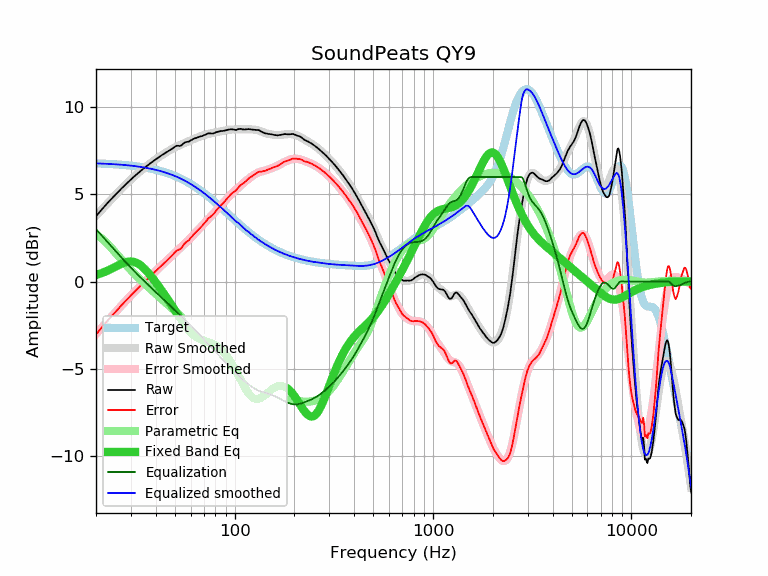 SoundPeats QY9
Amplitude (dBr)
10
5
0
−5
−10
Target
Raw Smoothed
Error Smoothed
Raw
Error
Parametric Eq
Fixed Band Eq
Equalization
Equalized smoothed
100
1000
10000
Frequency (Hz)